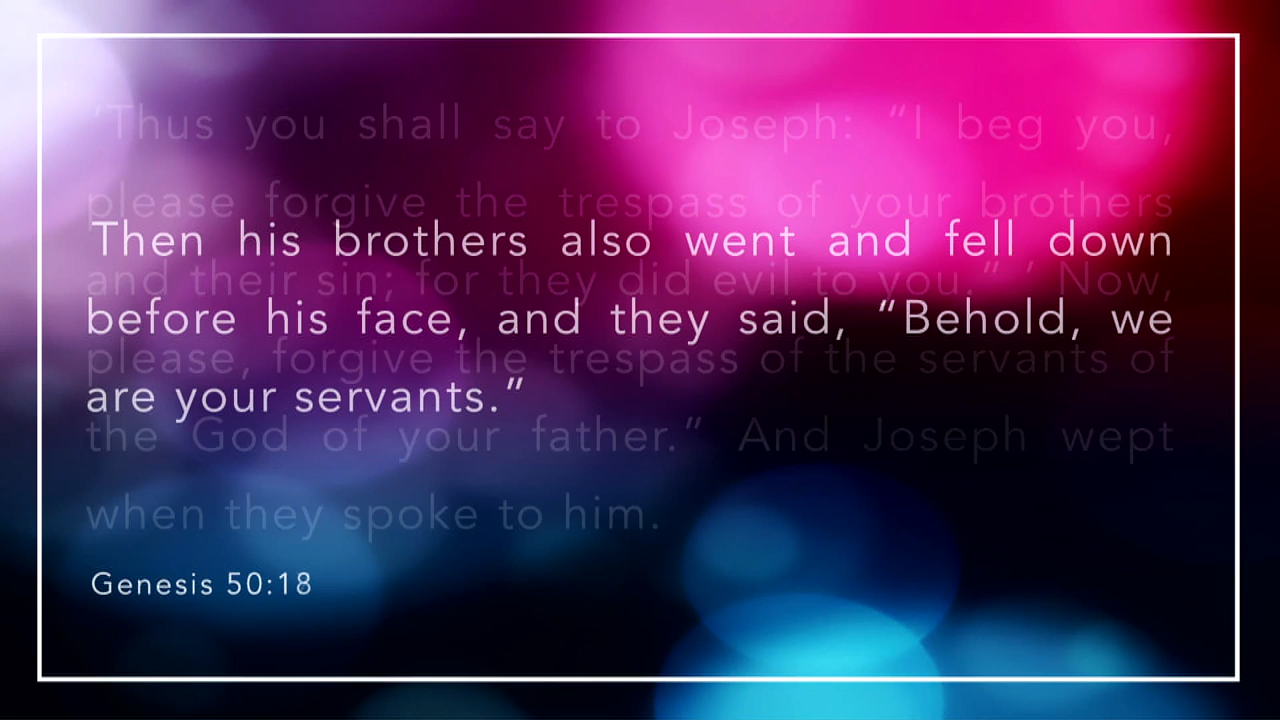 ‘Thus you shall say to Joseph: “I beg you,
please forgive the trespass of your brothers
and their sin; for they did evil to you.” ’ Now,
please, forgive the trespass of the servants of
the God of your father.” And Joseph wept
when they spoke to him.
Then his brothers also went and fell down
before his face, and they said, “Behold, we
are your servants.”
Genesis 50:18